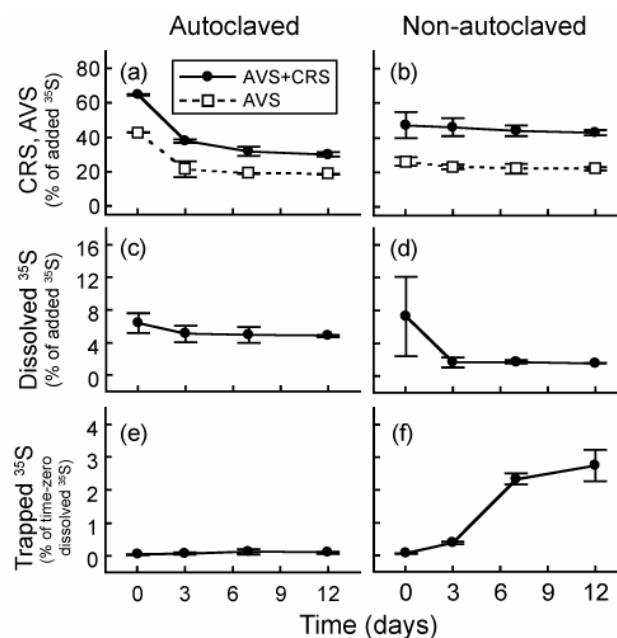 Autoclaved
Non-autoclaved
(a)
AVS+CRS
AVS
(b)
CRS, AVS
(% of added ³⁵S)
80
60
40
20
0
(c)
(d)
Dissolved ³⁵S
(% of added ³⁵S)
16
12
8
4
0
(e)
(f)
Trapped ³⁵S
(% of time-zero
dissolved ³⁵S)
4
3
2
1
0
0 3 6 9 12
0 3 6 9 12
Time (days)